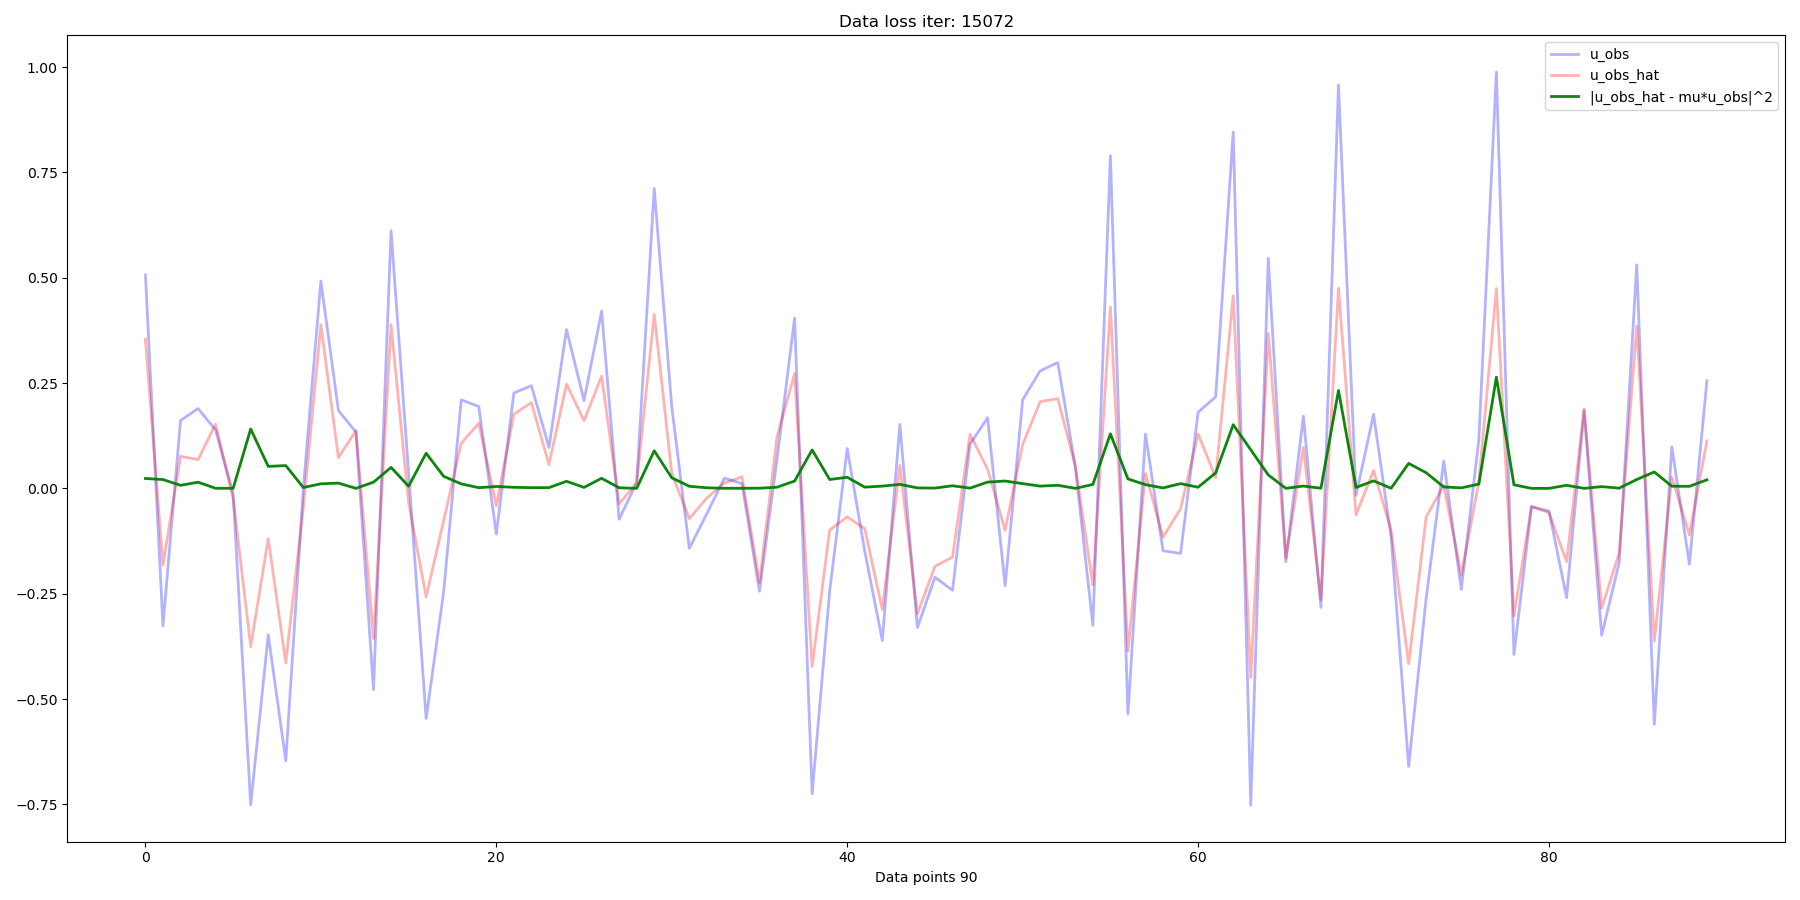 Data loss iter: 15072
u_obs
u_obs_hat
|u_obs_hat - mu*u_obs|^2
1.00
0.75
0.50
0.25
0.00
−0.25
−0.50
−0.75
0 20 40 60 80
Data points 90